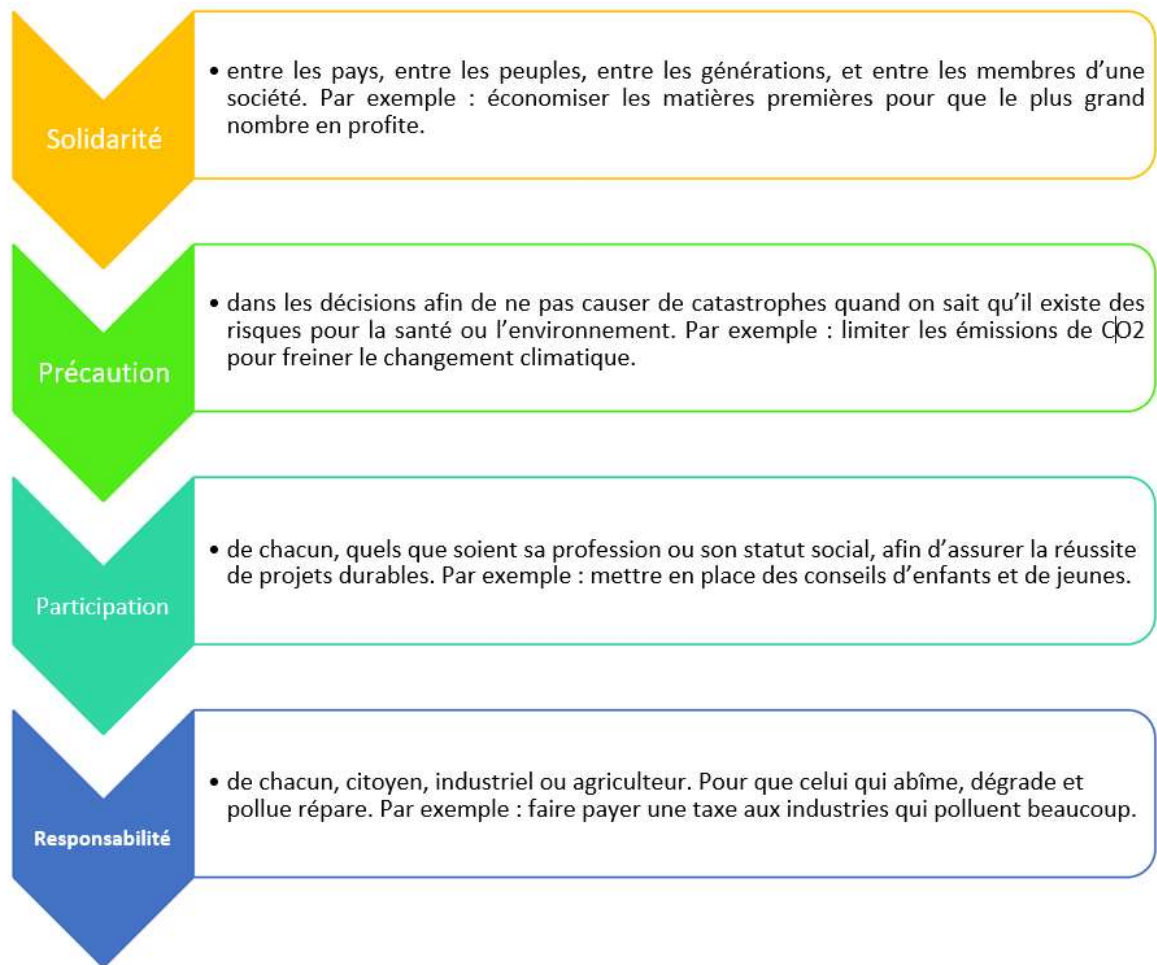 Solidarité
• entre les pays, entre les peuples, entre les générations, et entre les membres d’une
société. Par exemple : économiser les matières premières pour que le plus grand
nombre en profite.
Précaution
• dans les décisions afin de ne pas causer de catastrophes quand on sait qu’il existe des
risques pour la santé ou l’environnement. Par exemple : limiter les émissions de CO2
pour freiner le changement climatique.
Participation
• de chacun, quels que soient sa profession ou son statut social, afin d’assurer la réussite
de projets durables. Par exemple : mettre en place des conseils d’enfants et de jeunes.
Responsabilité
• de chacun, citoyen, industriel ou agriculteur. Pour que celui qui abîme, dégrade et
pollue répare. Par exemple : faire payer une taxe aux industries qui polluent beaucoup.